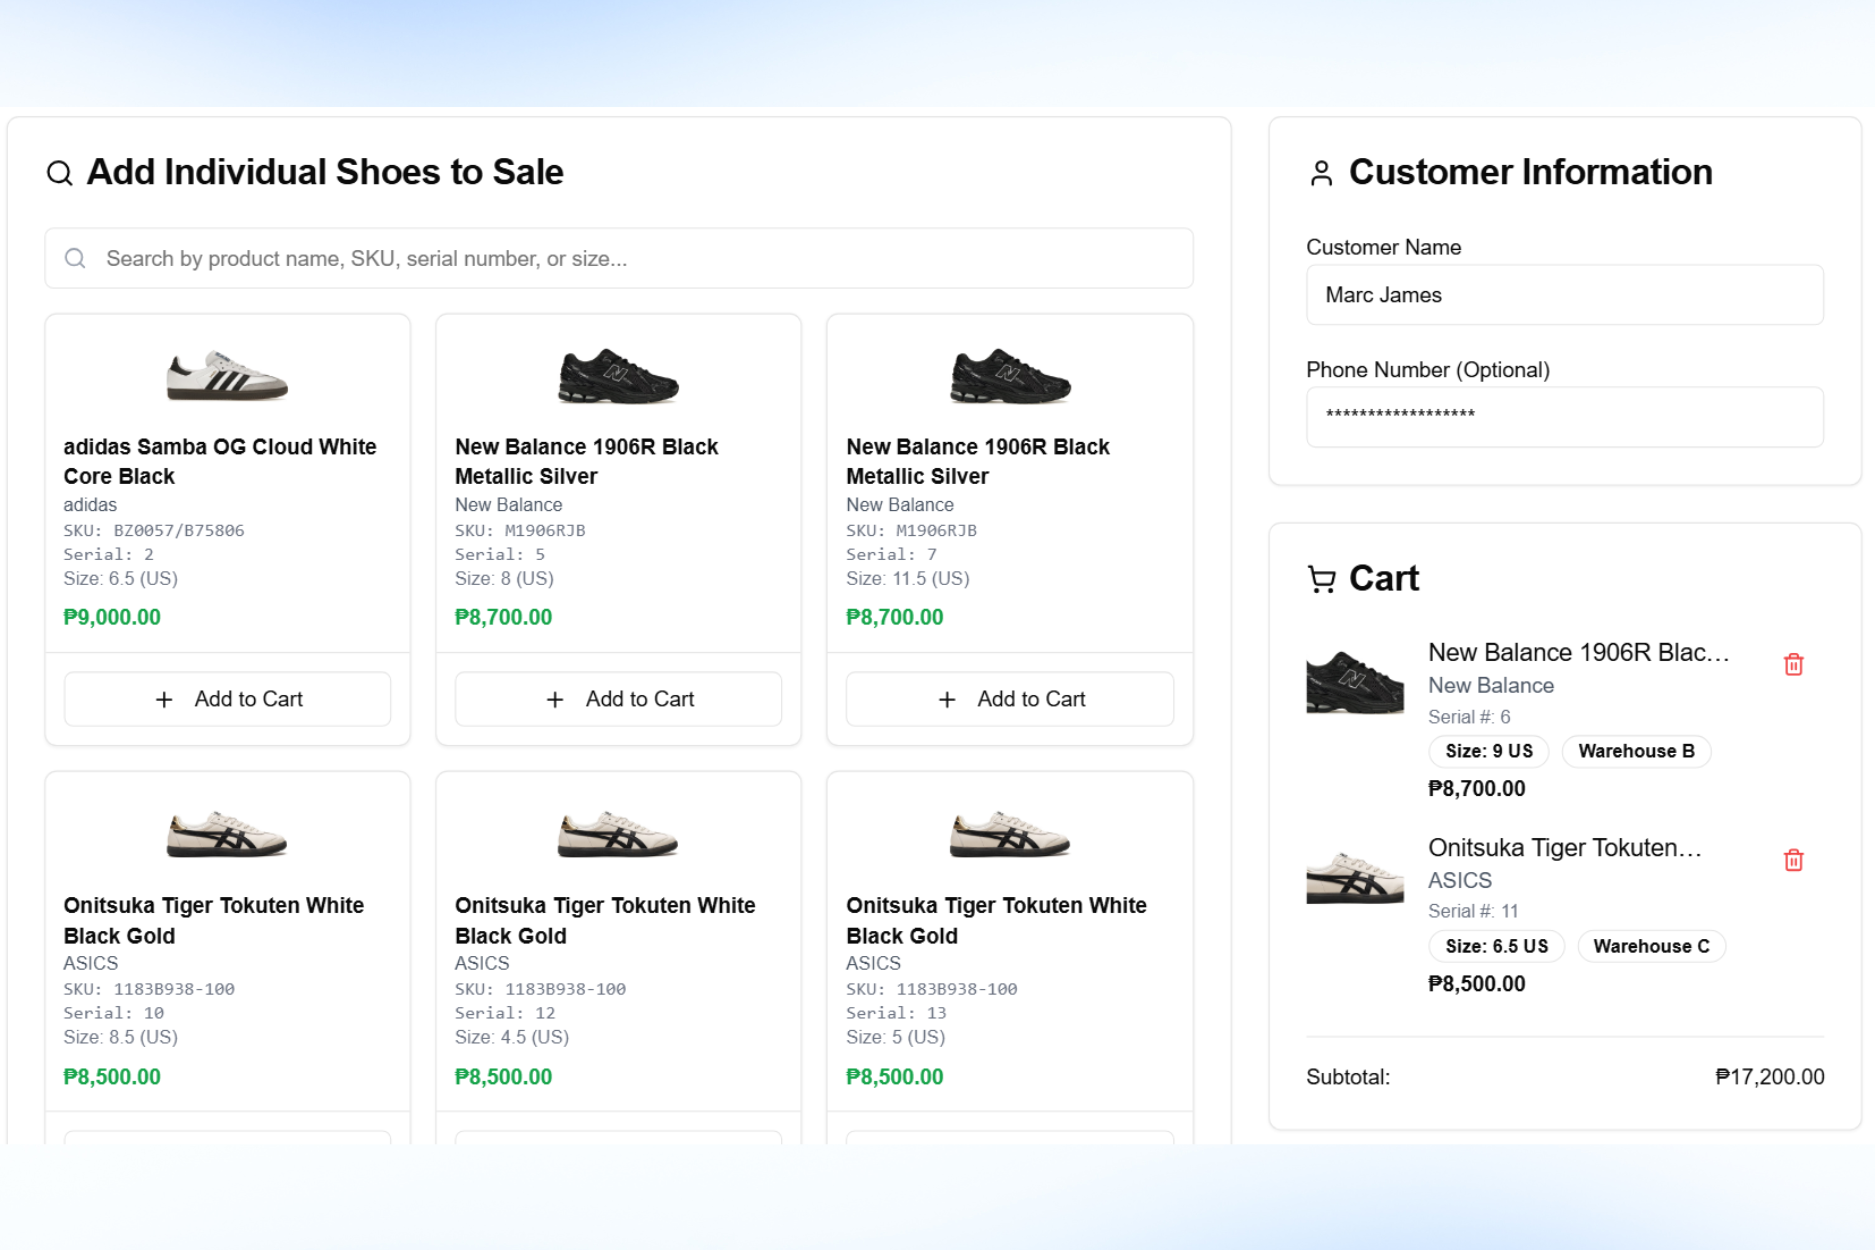 Add Individual Shoes to Sale
Search by product name, SKU, serial number, or size...
adidas Samba OG Cloud White
Core Black
adidas
SKU: BZ0057/B75806
Serial: 2
Size: 6.5 (US)
₱9,000.00
+ Add to Cart
New Balance 1906R Black
Metallic Silver
New Balance
SKU: M1906RJB
Serial: 5
Size: 8 (US)
₱8,700.00
+ Add to Cart
New Balance 1906R Black
Metallic Silver
New Balance
SKU: M1906RJB
Serial: 7
Size: 11.5 (US)
₱8,700.00
+ Add to Cart
Onitsuka Tiger Tokuten White
Black Gold
ASICS
SKU: 1183B938-100
Serial: 10
Size: 8.5 (US)
₱8,500.00
Onitsuka Tiger Tokuten White
Black Gold
ASICS
SKU: 1183B938-100
Serial: 12
Size: 4.5 (US)
₱8,500.00
Onitsuka Tiger Tokuten White
Black Gold
ASICS
SKU: 1183B938-100
Serial: 13
Size: 5 (US)
₱8,500.00
Customer Information
Customer Name
Marc James
Phone Number (Optional)
******************
Cart
New Balance 1906R Blac...
New Balance
Serial #: 6
Size: 9 US Warehouse B
₱8,700.00
Onitsuka Tiger Tokuten...
ASICS
Serial #: 11
Size: 6.5 US Warehouse C
₱8,500.00
Subtotal: ₱17,200.00